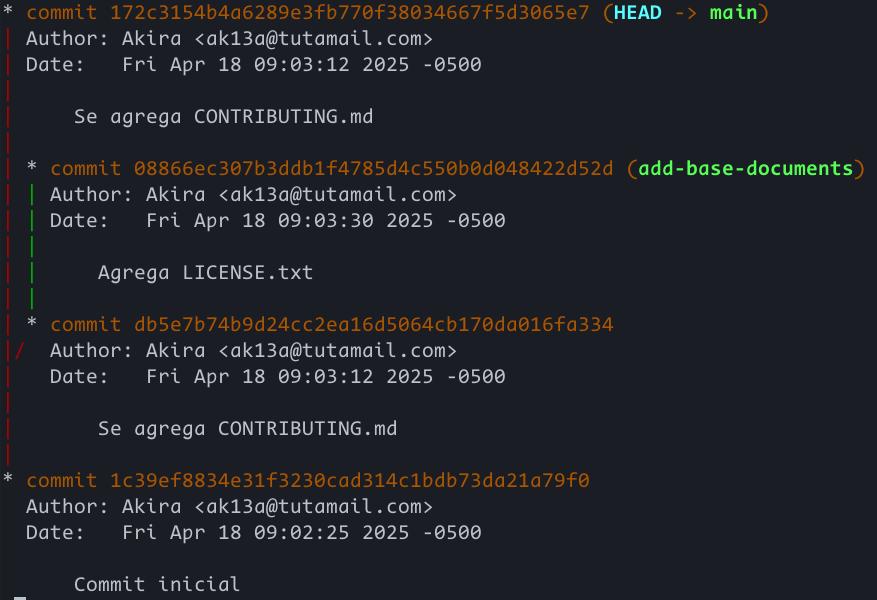 * commit 172c3154b4a6289e3fb770f38034667f5d3065e7 (HEAD -> main)
| Author: Akira <ak13a@tutamail.com>
| Date:   Fri Apr 18 09:03:12 2025 -0500
|
|     Se agrega CONTRIBUTING.md
|
| * commit 08866ec307b3ddb1f4785d4c550b0d048422d52d (add-base-documents)
| | Author: Akira <ak13a@tutamail.com>
| | Date:   Fri Apr 18 09:03:30 2025 -0500
| |
| |     Agrega LICENSE.txt
| |
| * commit db5e7b74b9d24cc2ea16d5064cb170da016fa334
|/  Author: Akira <ak13a@tutamail.com>
|   Date:   Fri Apr 18 09:03:12 2025 -0500
|
|       Se agrega CONTRIBUTING.md
|
* commit 1c39ef8834e31f3230cad314c1bdb73da21a79f0
  Author: Akira <ak13a@tutamail.com>
  Date:   Fri Apr 18 09:02:25 2025 -0500

      Commit inicial